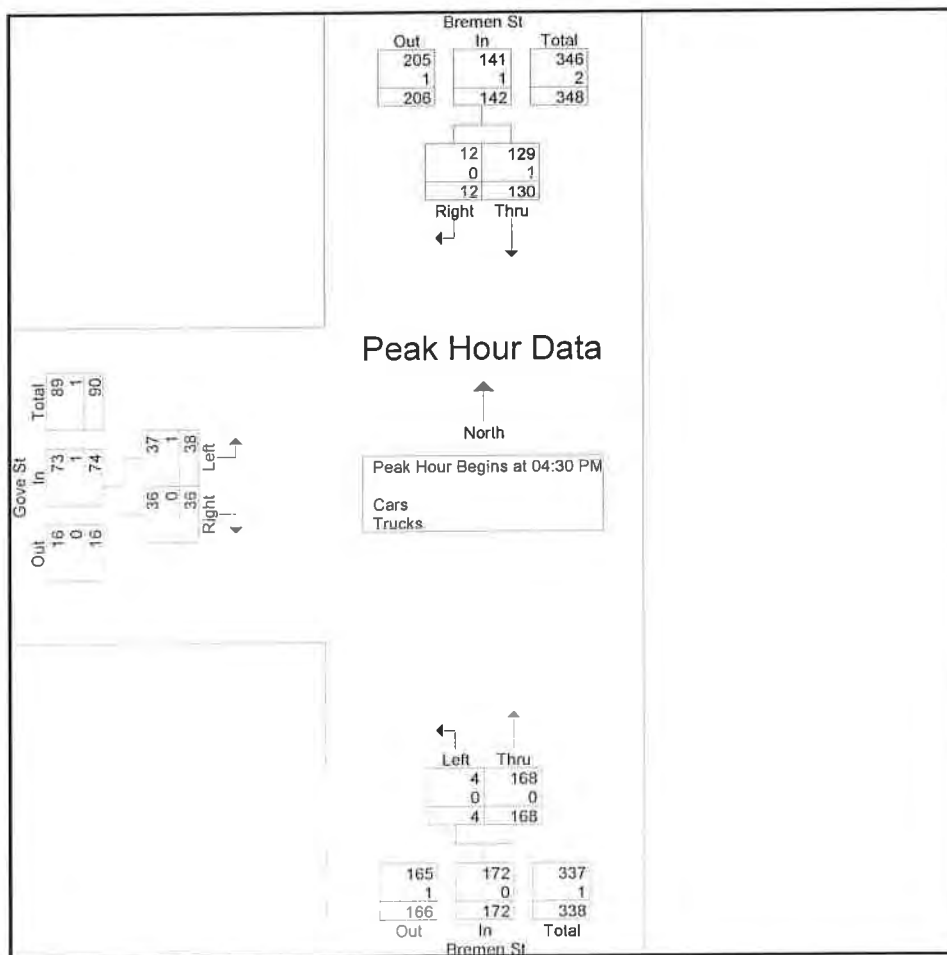 Bremen St
Out In Total
205 141 346
1 1 2
206 142 348
12 129
0 1
12 130
Right Thru
Peak Hour Data
North
Peak Hour Begins at 04:30 PM
Cars
Trucks
Gove St
Out In Total
16 73 89
0 1 1
16 74 90
36 37
0 1
36 38
Right Left
Left Thru
4 168
0 0
4 168
165 172 337
1 0 1
166 172 338
Out In Total
Bremen St